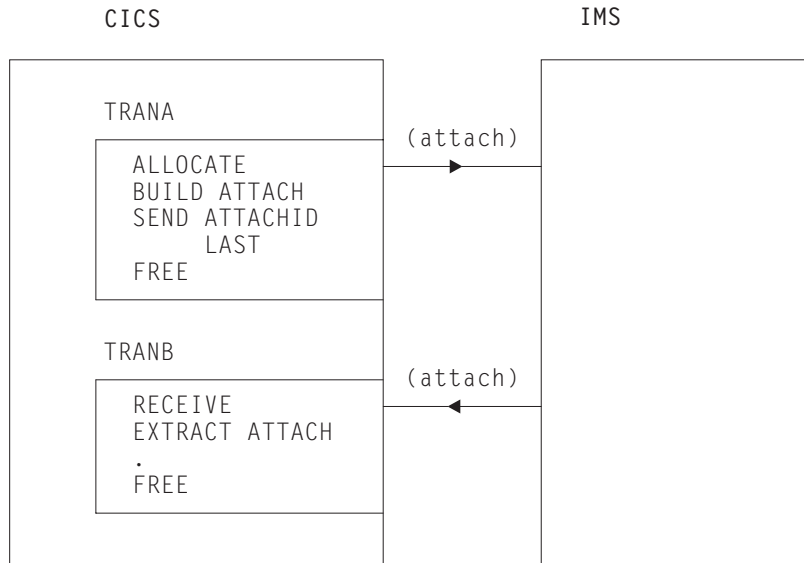 CICS IMS
TRANA
(attach)
ALLOCATE
BUILD ATTACH
SEND ATTACHID
LAST
FREE
TRANB
(attach)
RECEIVE
EXTRACT ATTACH
.
FREE